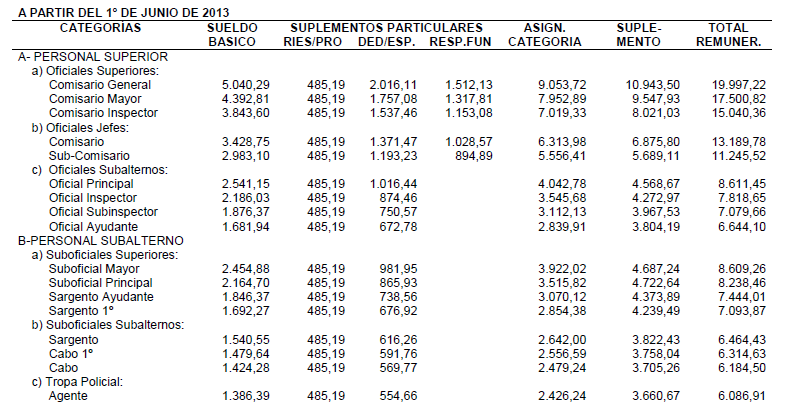 A PARTIR DEL 1º DE JUNIO DE 2013
CATEGORIAS SUELDO SUPLEMENTOS PARTICULARES ASIGN. SUPLE- TOTAL
BASICO RIES/PRO DED/ESP. RESP.FUN CATEGORIA MENTO REMUNER.
A- PERSONAL SUPERIOR
a) Oficiales Superiores:
Comisario General 5.040,29 485,19 2.016,11 1.512,13 9.053,72 10.943,50 19.997,22
Comisario Mayor 4.392,81 485,19 1.757,08 1.317,81 7.952,89 9.547,93 17.500,82
Comisario Inspector 3.843,60 485,19 1.537,46 1.153,08 7.019,33 8.021,03 15.040,36
b) Oficiales Jefes:
Comisario 3.428,75 485,19 1.371,47 1.028,57 6.313,98 6.875,80 13.189,78
Sub-Comisario 2.983,10 485,19 1.193,23 894,89 5.556,41 5.689,11 11.245,52
c) Oficiales Subalternos:
Oficial Principal 2.541,15 485,19 1.016,44 4.042,78 4.568,67 8.611,45
Oficial Inspector 2.186,03 485,19 874,46 3.545,68 4.272,97 7.818,65
Oficial Subinspector 1.876,37 485,19 750,57 3.112,13 3.967,53 7.079,66
Oficial Ayudante 1.681,94 485,19 672,78 2.839,91 3.804,19 6.644,10
B-PERSONAL SUBALTERNO
a) Suboficiales Superiores:
Suboficial Mayor 2.454,88 485,19 981,95 3.922,02 4.687,24 8.609,26
Suboficial Principal 2.164,70 485,19 865,93 3.515,82 4.722,64 8.238,46
Sargento Ayudante 1.846,37 485,19 738,56 3.070,12 4.373,89 7.444,01
Sargento 1º 1.692,27 485,19 676,92 2.854,38 4.239,49 7.093,87
b) Suboficiales Subalternos:
Sargento 1.540,55 485,19 616,26 2.642,00 3.822,43 6.464,43
Cabo 1º 1.479,64 485,19 591,76 2.556,59 3.758,04 6.314,63
Cabo 1.424,28 485,19 569,77 2.479,24 3.705,26 6.184,50
c) Tropa Policial:
Agente 1.386,39 485,19 554,66 2.426,24 3.660,67 6.086,91